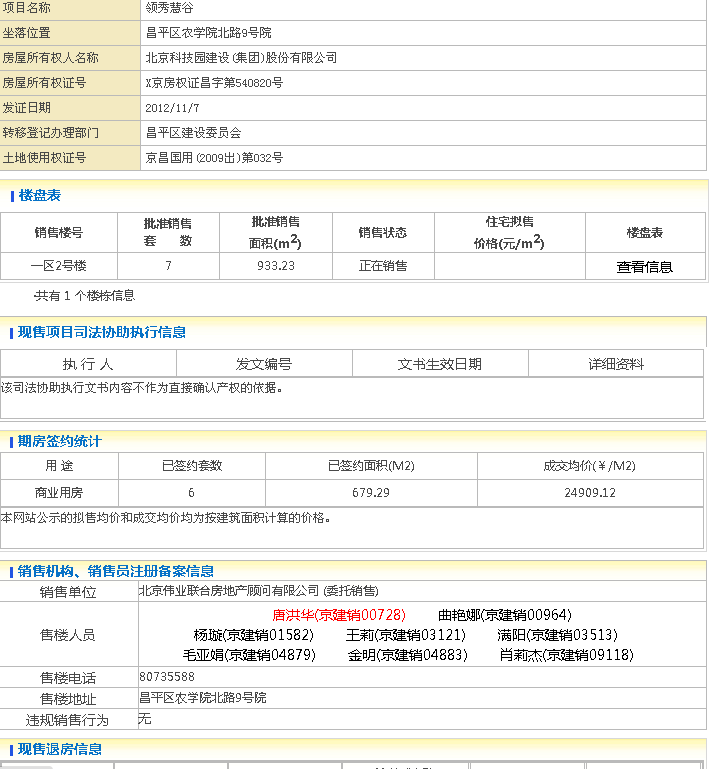 项目名称 领秀慧谷
坐落位置 昌平区农学院北路9号院
房屋所有权人名称 北京科技园建设(集团)股份有限公司
房屋所有权证号 X京房权证昌字第540820号
发证日期 2012/11/7
转移登记办理部门 昌平区建设委员会
土地使用权证号 京昌国用(2009出)第032号
楼盘表
销售楼号 批准销售套 数 批准销售面积(m2) 销售状态 住宅拟售价格(元/m2) 楼盘表
一区2号楼 7 933.23 正在销售 查看信息
·共有 1 个楼栋信息
现售项目司法协助执行信息
执 行 人 发文编号 文书生效日期 详细资料
该司法协助执行文书内容不作为直接确认产权的依据。
期房签约统计
用 途 已签约套数 已签约面积(M2) 成交均价(￥/M2)
商业用房 6 679.29 24909.12
本网站公示的拟售均价和成交均价均为按建筑面积计算的价格。
销售机构、销售员注册备案信息
销售单位 北京伟业联合房地产顾问有限公司 (委托销售)
售楼人员 唐洪华(京建销00728) 曲艳娜(京建销00964)
杨璇(京建销01582) 王莉(京建销03121) 满阳(京建销03513)
毛亚娟(京建销04879) 金明(京建销04883) 肖莉杰(京建销09118)
售楼电话 80735588
售楼地址 昌平区农学院北路9号院
违规销售行为 无
现售退房信息